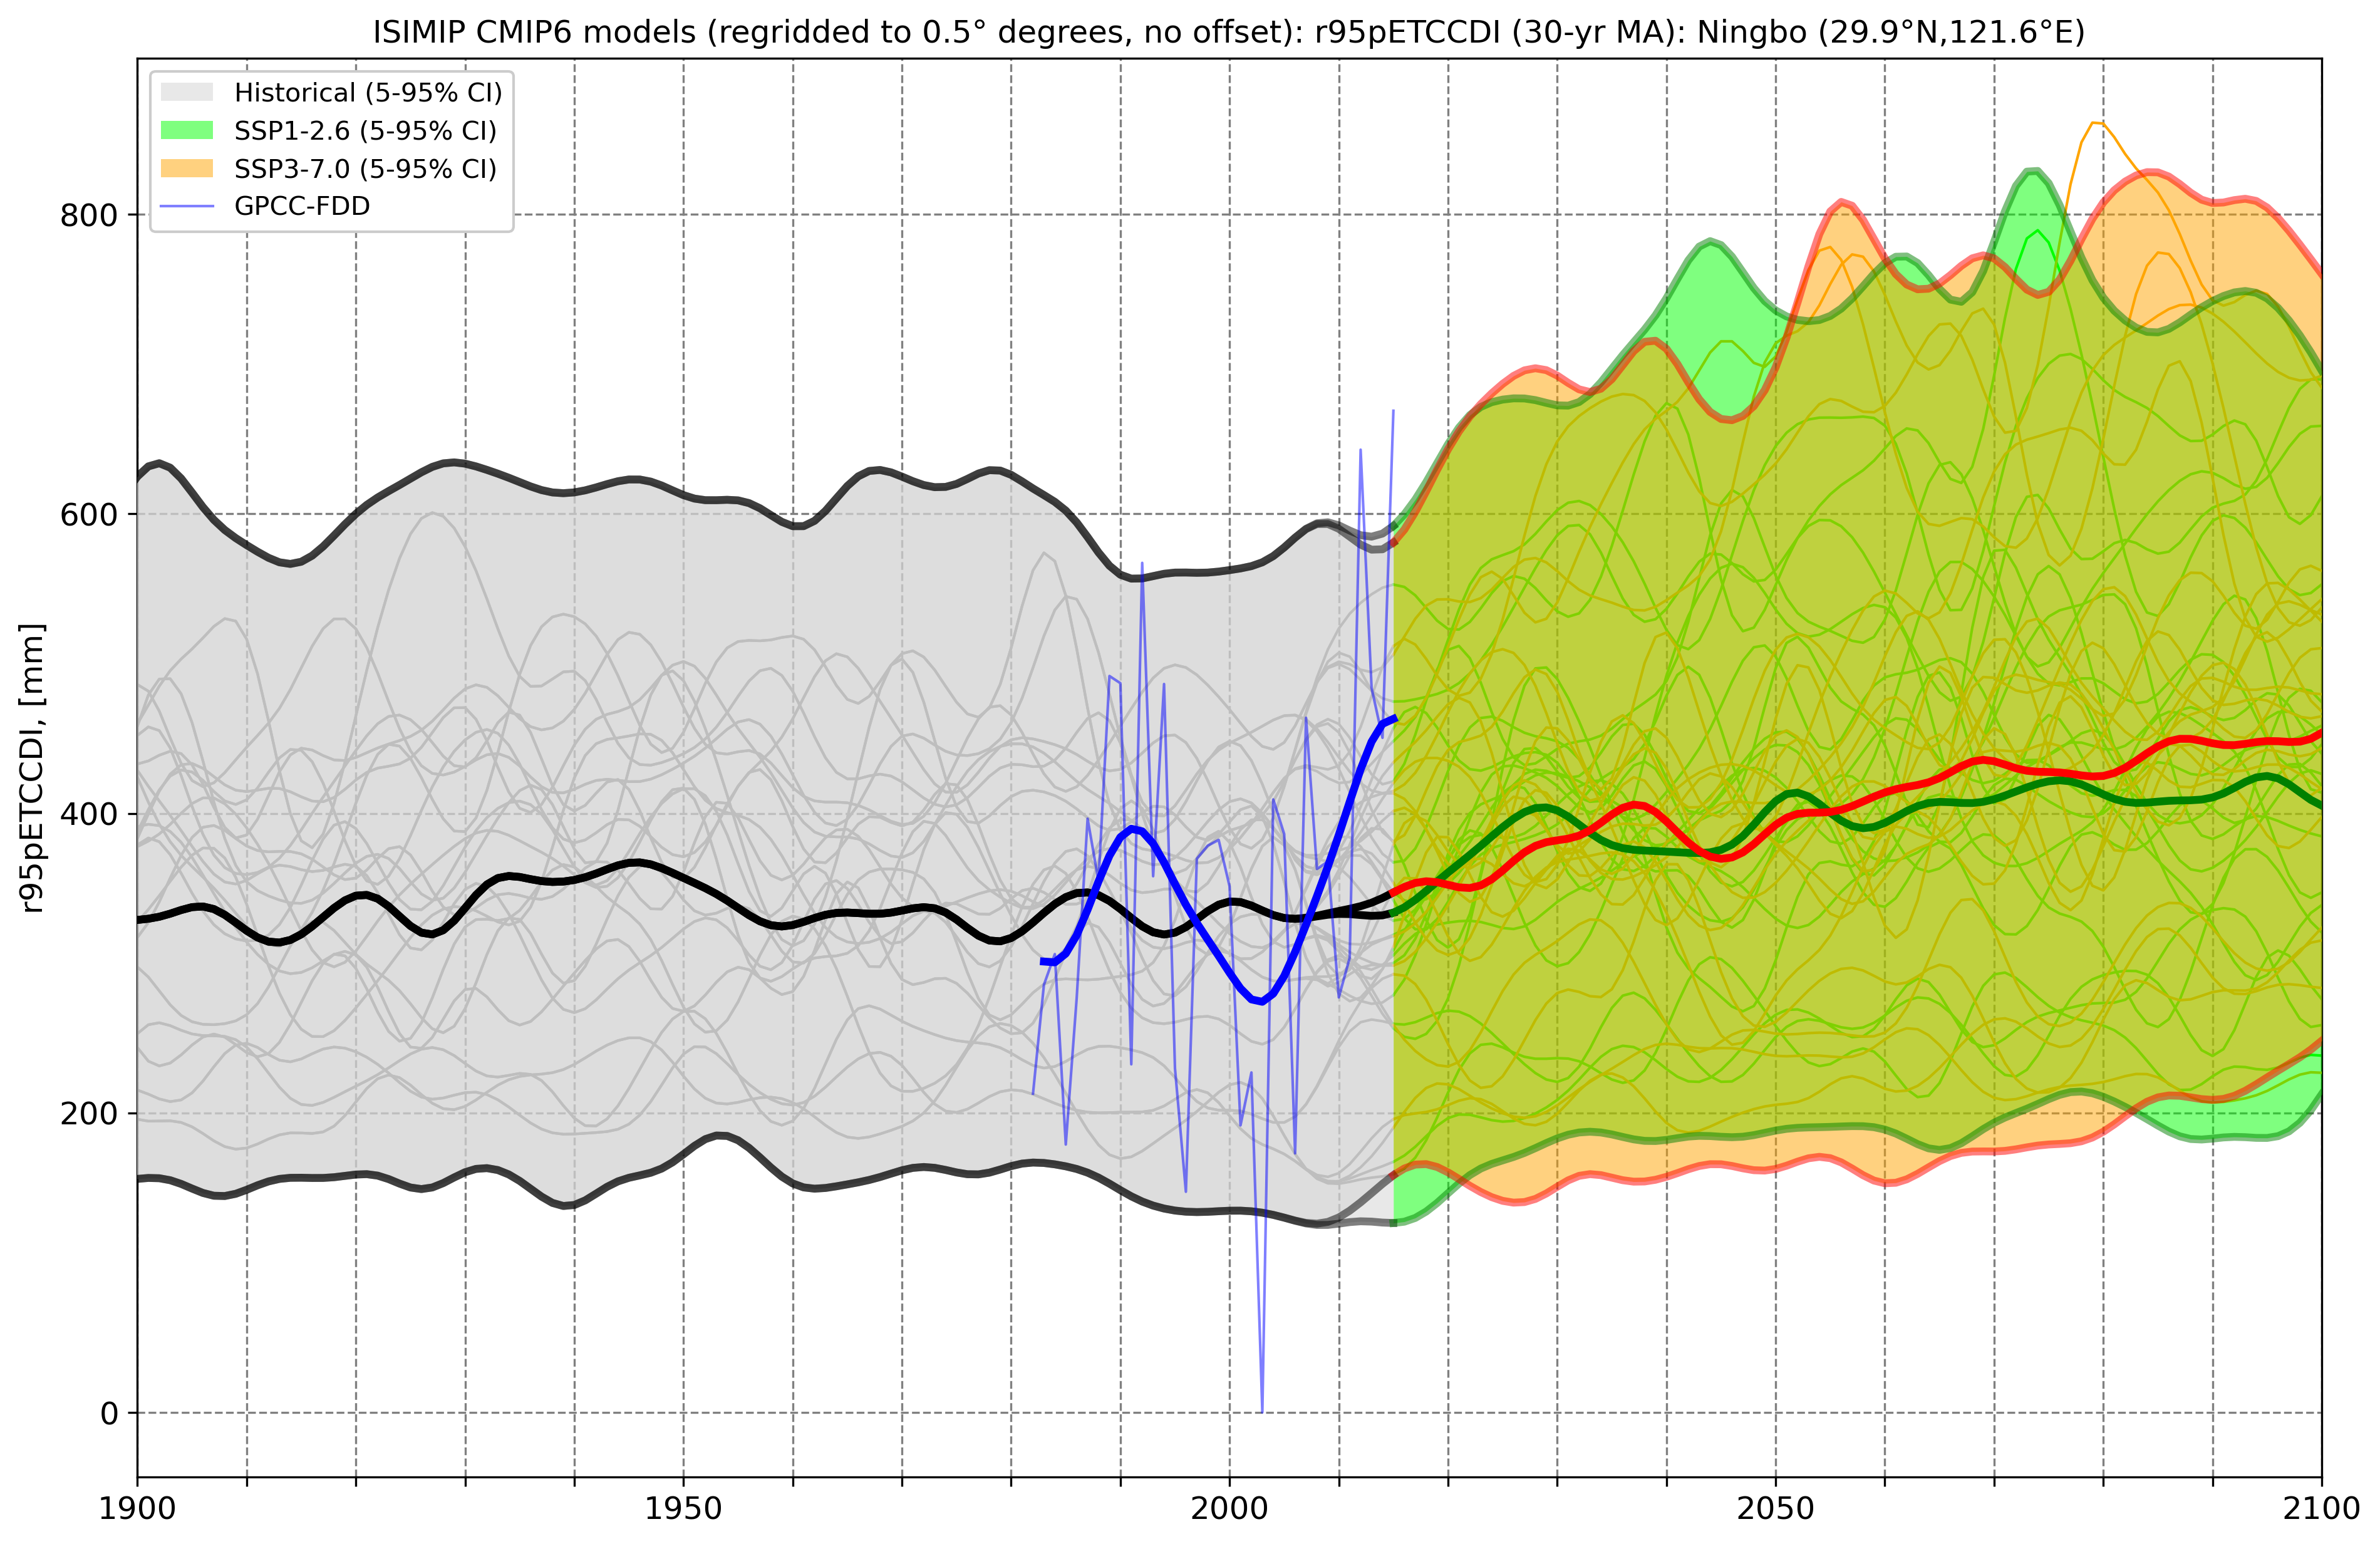 ISIMIP CMIP6 models (regridded to 0.5° degrees, no offset): r95pETCCDI (30-yr MA): Ningbo (29.9°N,121.6°E)
Historical (5-95% CI)
SSP1-2.6 (5-95% CI)
SSP3-7.0 (5-95% CI)
GPCC-FDD
r95pETCCDI, [mm]
800
600
400
200
0
1900
1950
2000
2050
2100